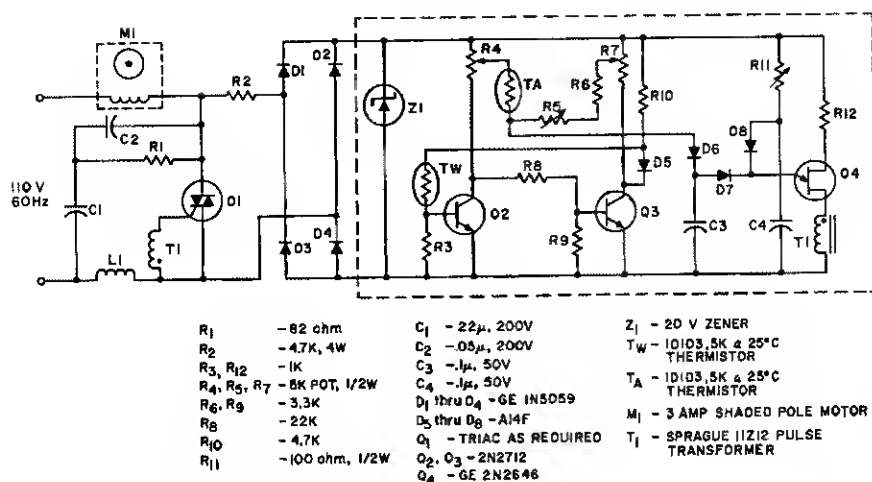 M1
R2
D1
D2
C2
R1
110 V
60Hz
C1
Q1
T1
L1
D3
D4
Z1
R4
TA
R5
R6
R7
R10
R11
R12
TW
R8
D5
D6
D8
D7
Q4
Q2
Q3
R3
R9
C3
C4
T1
R1 -82 ohm
R2 -4.7K, 4W
R3, R12 -1K
R4, R5, R7 -5K POT, 1/2W
R6, R9 -3.3K
R8 -22K
R10 -4.7K
R11 -100 ohm, 1/2W
C1 -.22μ, 200V
C2 -.05μ, 200V
C3 -.1μ, 50V
C4 -.1μ, 50V
D1 thru D4 -GE 1N5059
D5 thru D8 -A14F
Q1 -TRIAC AS REQUIRED
Q2, Q3 -2N2712
Q4 -GE 2N2646
Z1 - 20 V ZENER
TW - 1D103,5K @ 25°C
THERMISTOR
TA - 1D103,5K @ 25°C
THERMISTOR
M1 - 3 AMP SHADED POLE MOTOR
T1 - SPRAGUE 11Z12 PULSE
TRANSFORMER